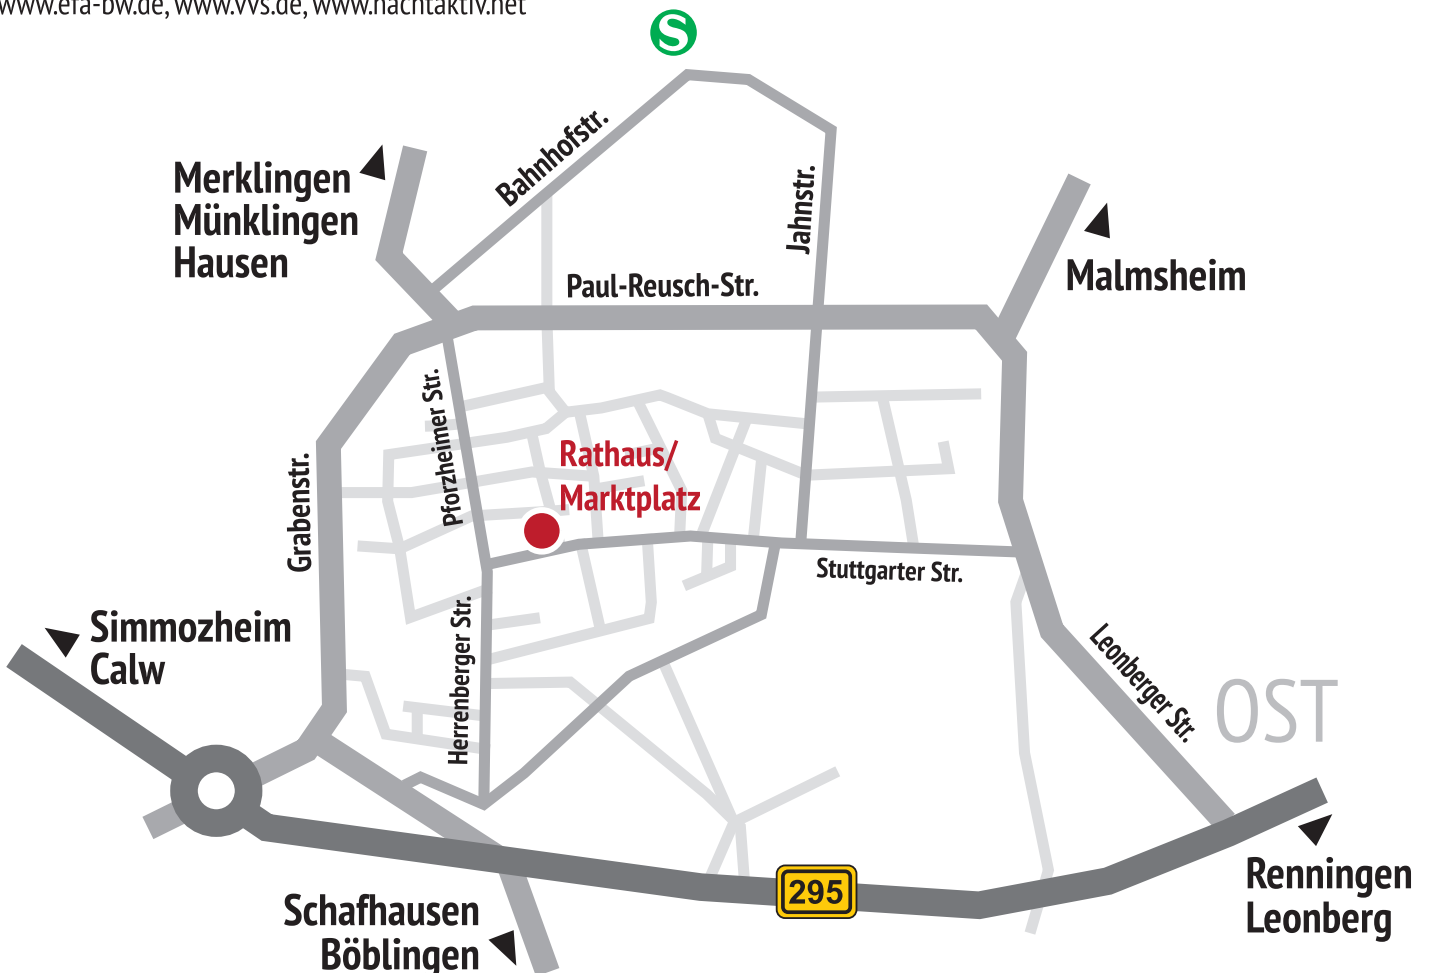 www.efa-bw.de, www.vvs.de, www.nachtaktiv.net
S
Bahnhofstr.
Merklingen
Münklingen
Hausen
Jahnstr.
Paul-Reusch-Str.
Malmsheim
Pforzheimer Str.
Rathaus/
Marktplatz
Grabenstr.
Stuttgarter Str.
Simmozheim
Calw
Herrenberger Str.
Leonberger Str.
OST
295
Renningen
Leonberg
Schafhausen
Böblingen